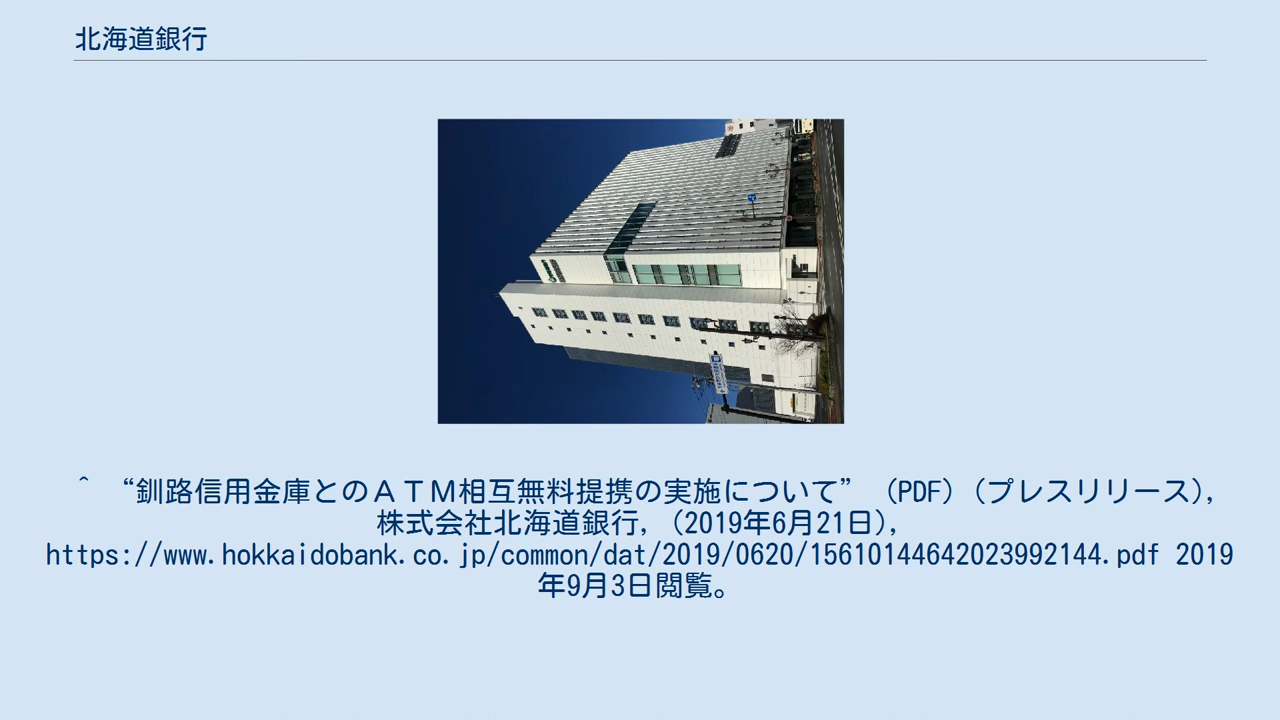 北海道銀行
^ “釧路信用金庫とのＡＴＭ相互無料提携の実施について” (PDF) (プレスリリース),
株式会社北海道銀行, (2019年6月21日),
https://www.hokkaidobank.co.jp/common/dat/2019/0620/15610144642023992144.pdf 2019
年9月3日閲覧。